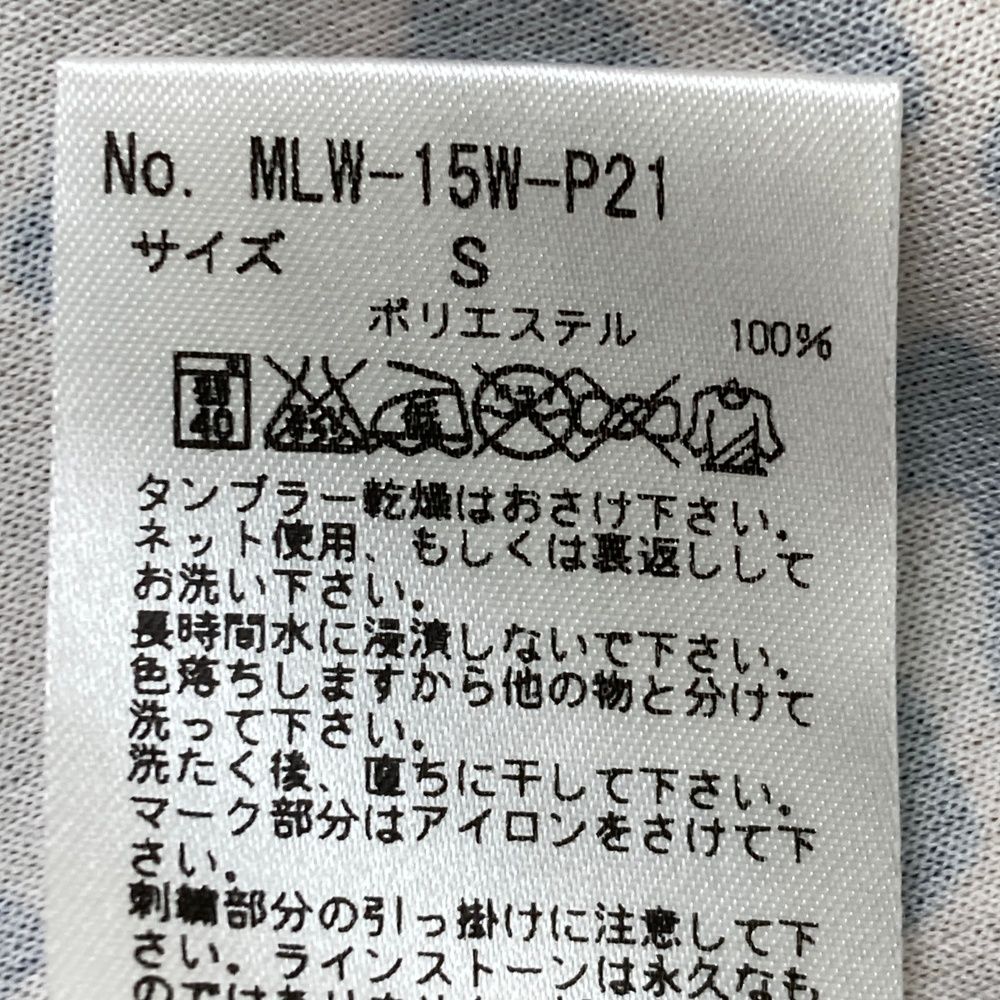 No. MLW-15W-P21
サイズ S
ポリエステル 100%
40
タンブラー乾燥はおさけ下さい.
ネット使用、もしくは裏返しして
お洗い下さい.
長時間水に浸漬しないで下さい.
色落ちしますから他の物と分けて
洗って下さい.
洗たく後、直ちに干して下さい.
マーク部分はアイロンをさけて下
さい.
刺繍部分の引っ掛けに注意して下
さい. ラインストーンは永久なも